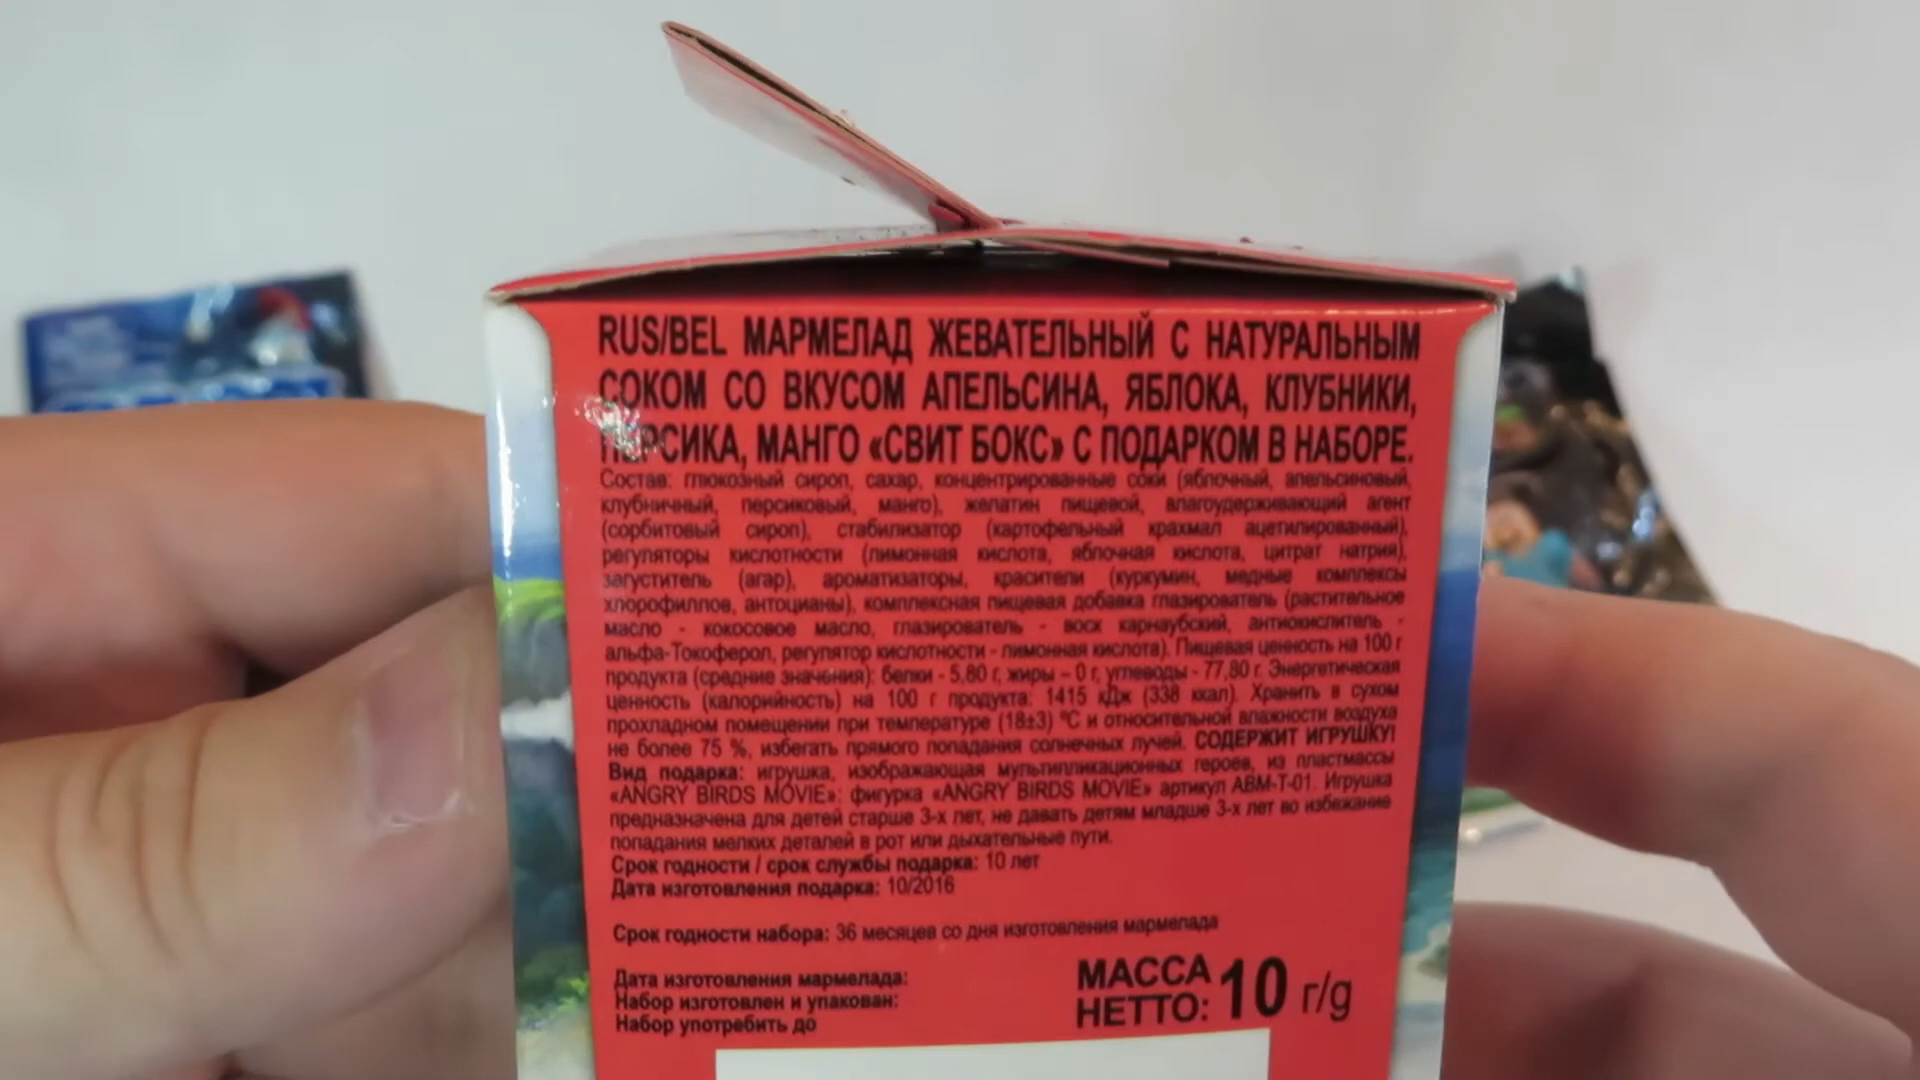 RUS/BEL МАРМЕЛАД ЖЕВАТЕЛЬНЫЙ С НАТУРАЛЬНЫМ
СОКОМ СО ВКУСОМ АПЕЛЬСИНА, ЯБЛОКА, КЛУБНИКИ,
ПЕРСИКА, МАНГО «СВИТ БОКС» С ПОДАРКОМ В НАБОРЕ.
Состав: глюкозный сироп, сахар, концентрированные соки (яблочный, апельсиновый,
клубничный, персиковый, манго), желатин пищевой, влагоудерживающий агент
(сорбитовый сироп), стабилизатор (картофельный крахмал ацетилированный),
регуляторы кислотности (лимонная кислота, яблочная кислота, цитрат натрия),
загуститель (агар), ароматизаторы, красители (куркумин, медные комплексы
хлорофиллов, антоцианы), комплексная пищевая добавка глазирователь (растительное
масло - кокосовое масло, глазирователь - воск карнаубский, антиокислитель -
альфа-Токоферол, регулятор кислотности - лимонная кислота). Пищевая ценность на 100 г
продукта (средние значения): белки - 5,80 г, жиры – 0 г, углеводы - 77,80 г. Энергетическая
ценность (калорийность) на 100 г продукта: 1415 кДж (338 ккал). Хранить в сухом
прохладном помещении при температуре (18±3) °С и относительной влажности воздуха
не более 75 %, избегать прямого попадания солнечных лучей. СОДЕРЖИТ ИГРУШКУ!
Вид подарка: игрушка, изображающая мультипликационных героев, из пластмассы
«ANGRY BIRDS MOVIE»: фигурка «ANGRY BIRDS MOVIE» артикул ABM-T-01. Игрушка
предназначена для детей старше 3-х лет, не давать детям младше 3-х лет во избежание
попадания мелких деталей в рот или дыхательные пути.
Срок годности / срок службы подарка: 10 лет
Дата изготовления подарка: 10/2016
Срок годности набора: 36 месяцев со дня изготовления мармелада
Дата изготовления мармелада:
Набор изготовлен и упакован:
Набор употребить до
МАССА
НЕТТО: 10 г/g